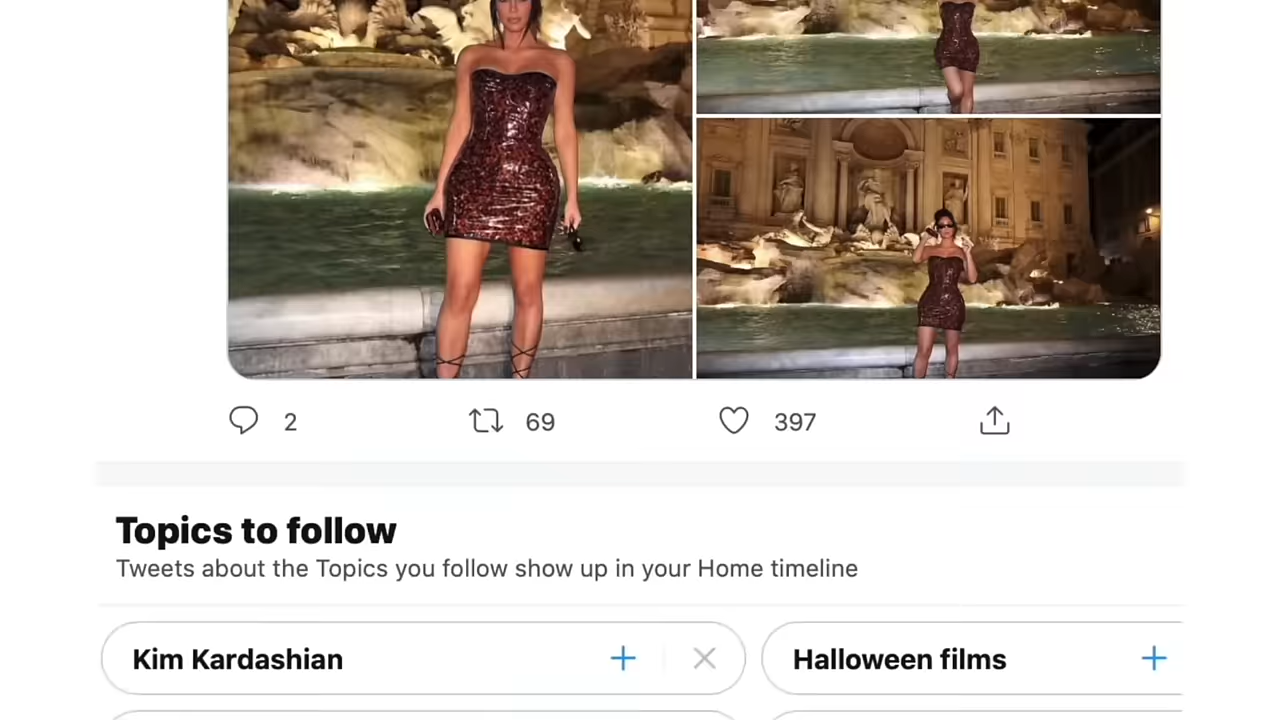 2 69 397
Topics to follow
Tweets about the Topics you follow show up in your Home timeline
Kim Kardashian Halloween films